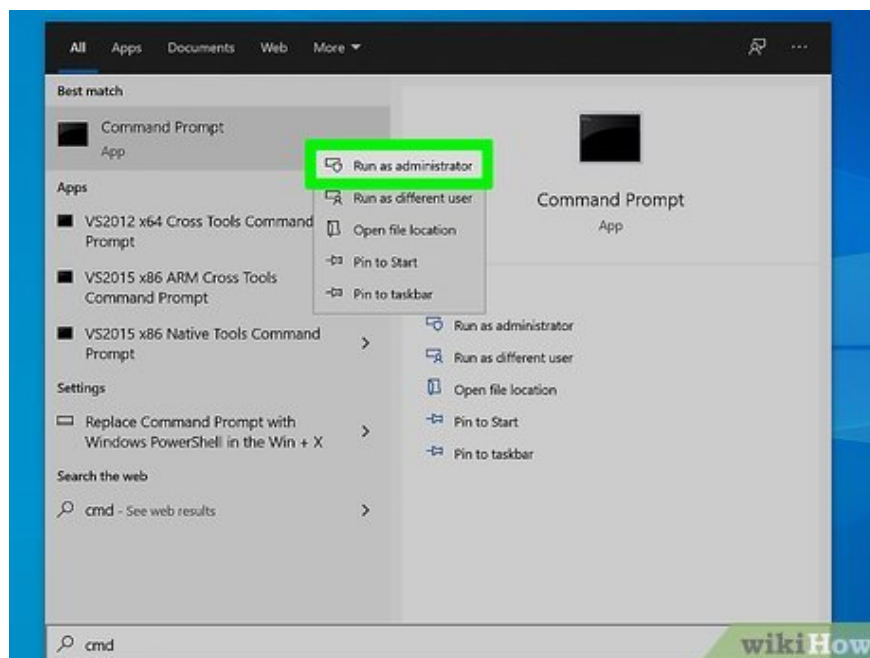 All Apps Documents Web More
Best match
Command Prompt
App
Apps
VS2012 x64 Cross Tools Command
Prompt
VS2015 x86 ARM Cross Tools
Command Prompt
VS2015 x86 Native Tools Command
Prompt
Settings
Replace Command Prompt with
Windows PowerShell in the Win + X
Search the web
cmd - See web results
Run as administrator
Run as different user
Open file location
Pin to Start
Pin to taskbar
Command Prompt
App
Run as administrator
Run as different user
Open file location
Pin to Start
Pin to taskbar
cmd
wikiHow